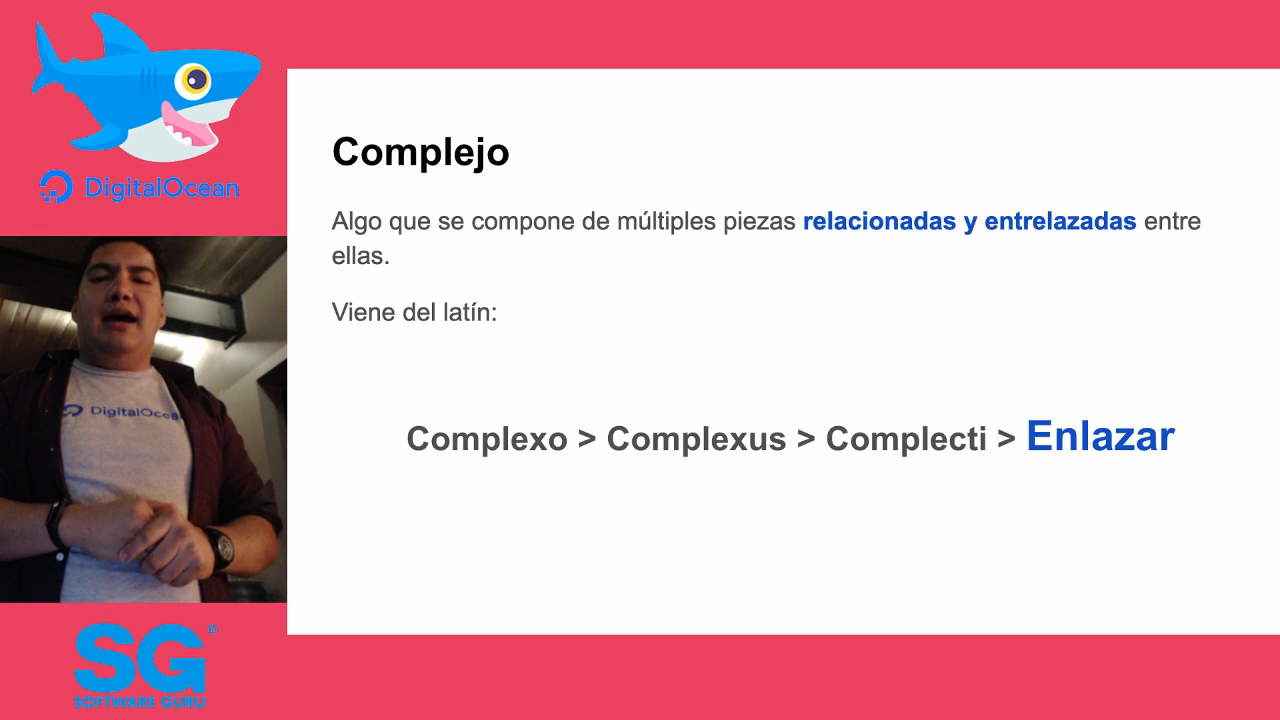 DigitalOcean
Complejo
Algo que se compone de múltiples piezas relacionadas y entrelazadas entre
ellas.
Viene del latín:
Complexo > Complexus > Complecti > Enlazar
DigitalOcean
SG®
SOFTWARE GURU